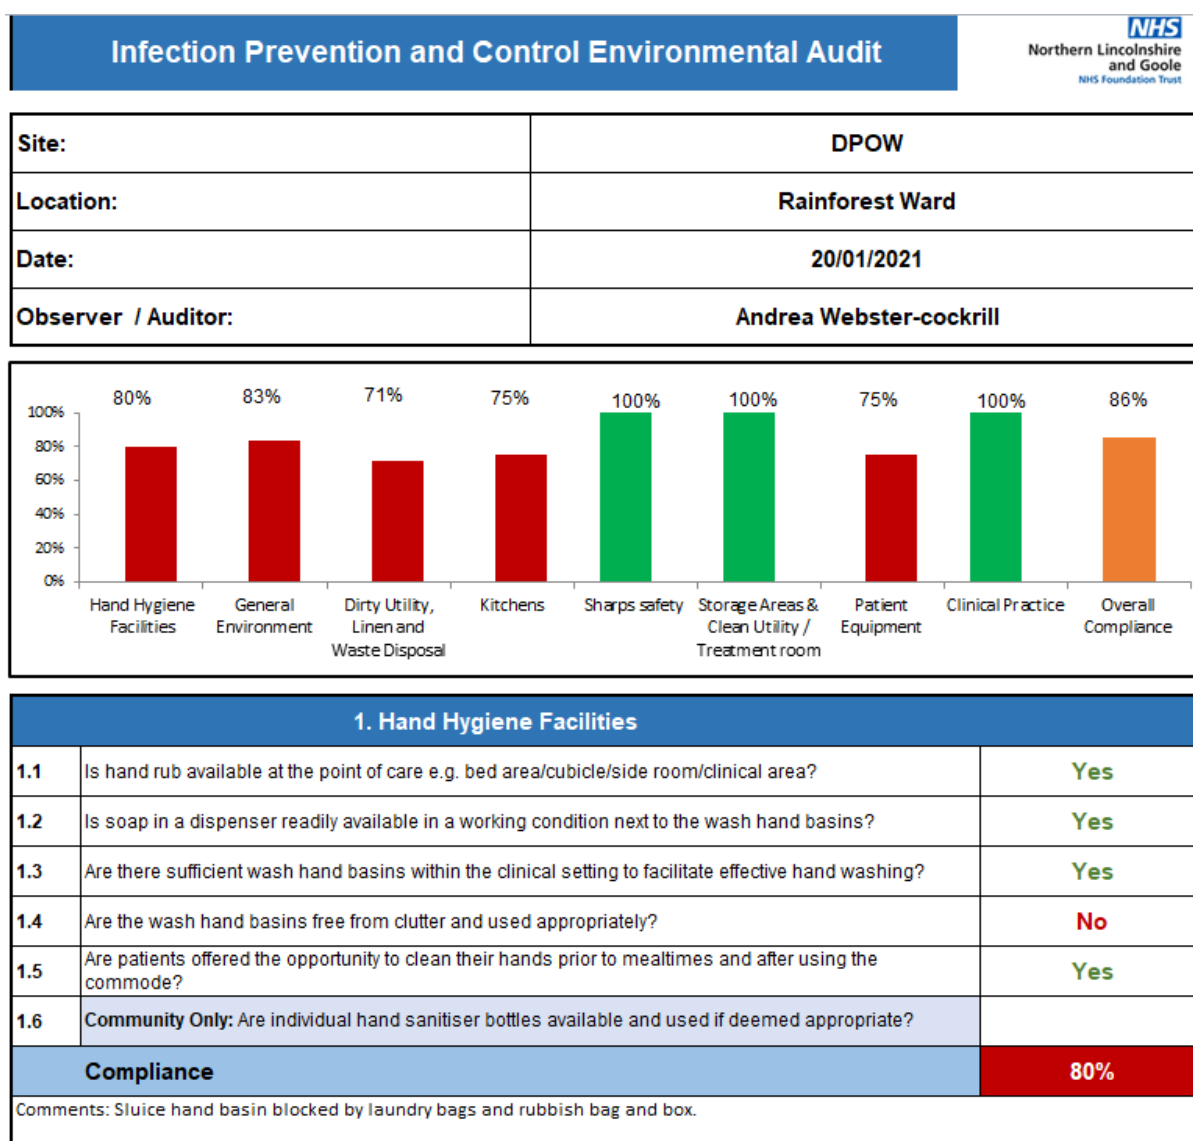 Infection Prevention and Control Environmental Audit
NHS
Northern Lincolnshire
and Goole
NHS Foundation Trust
Site: DPOW
Location: Rainforest Ward
Date: 20/01/2021
Observer / Auditor: Andrea Webster-cockrill
80% 83% 71% 75% 100% 100% 75% 100% 86%
100%
80%
60%
40%
20%
0%
Hand Hygiene Facilities
General Environment
Dirty Utility, Linen and Waste Disposal
Kitchens
Sharps safety
Storage Areas & Clean Utility / Treatment room
Patient Equipment
Clinical Practice
Overall Compliance
1. Hand Hygiene Facilities
1.1 Is hand rub available at the point of care e.g. bed area/cubicle/side room/clinical area? Yes
1.2 Is soap in a dispenser readily available in a working condition next to the wash hand basins? Yes
1.3 Are there sufficient wash hand basins within the clinical setting to facilitate effective hand washing? Yes
1.4 Are the wash hand basins free from clutter and used appropriately? No
1.5 Are patients offered the opportunity to clean their hands prior to mealtimes and after using the
commode? Yes
1.6 Community Only: Are individual hand sanitiser bottles available and used if deemed appropriate?
Compliance 80%
Comments: Sluice hand basin blocked by laundry bags and rubbish bag and box.